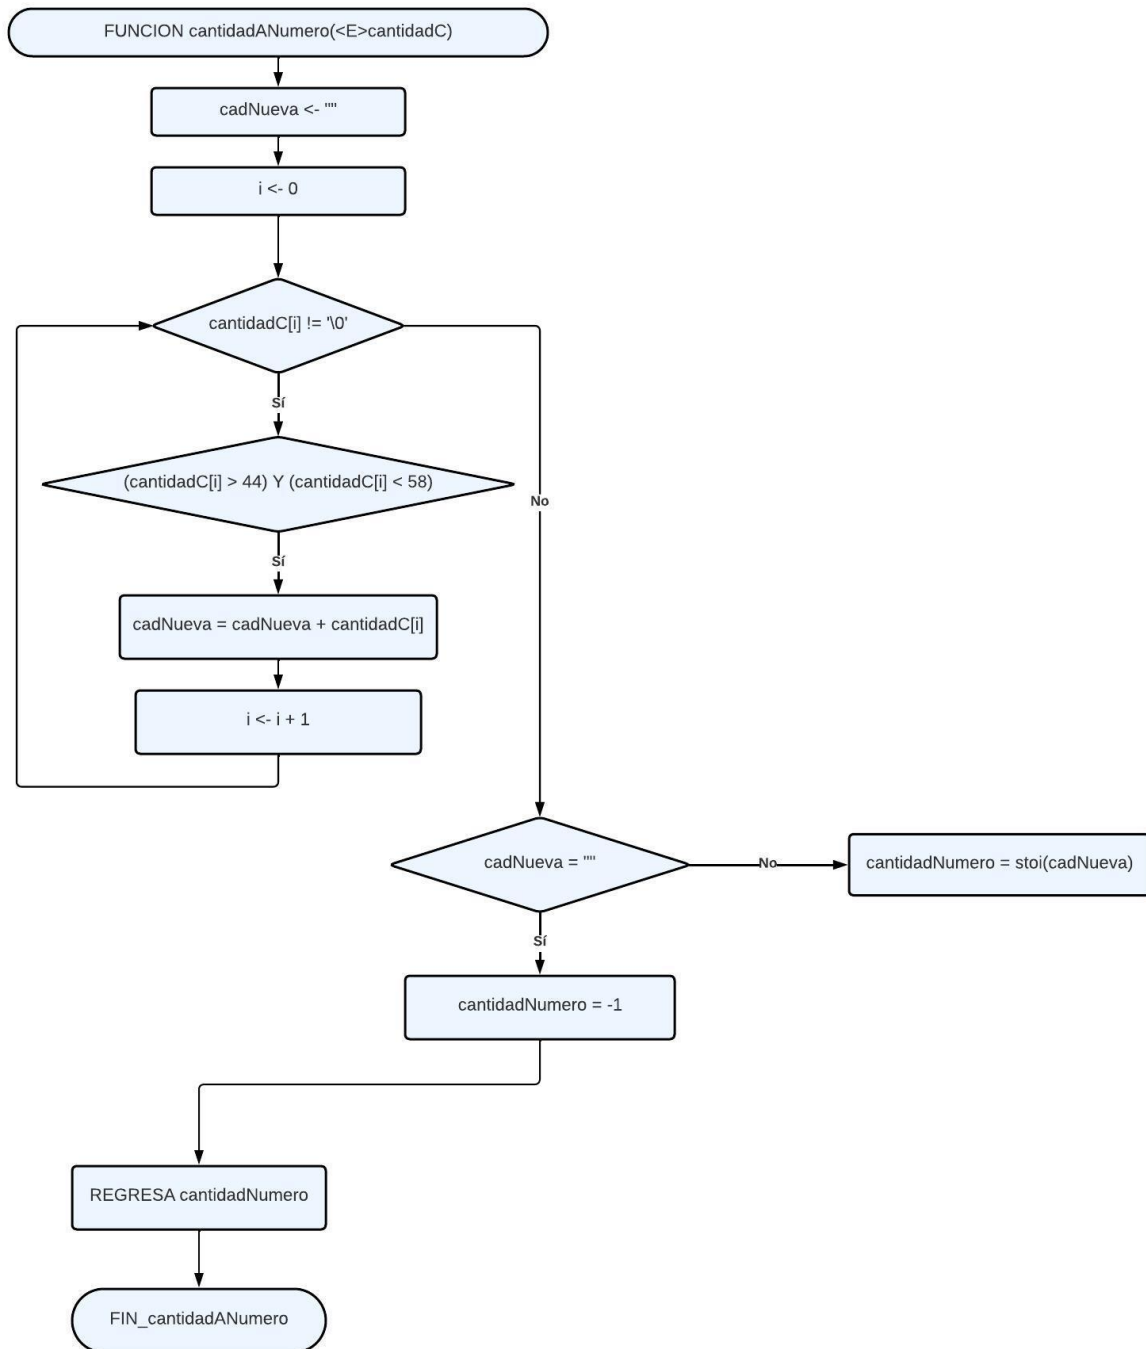 FUNCION cantidadANumero(<E>cantidadC)
cadNueva <- ""
i <- 0
cantidadC[i] != '\0'
Sí
(cantidadC[i] > 44) Y (cantidadC[i] < 58)
No
Sí
cadNueva = cadNueva + cantidadC[i]
i <- i + 1
cadNueva = ""
No
cantidadNumero = stoi(cadNueva)
Sí
cantidadNumero = -1
REGRESA cantidadNumero
FIN_cantidadANumero